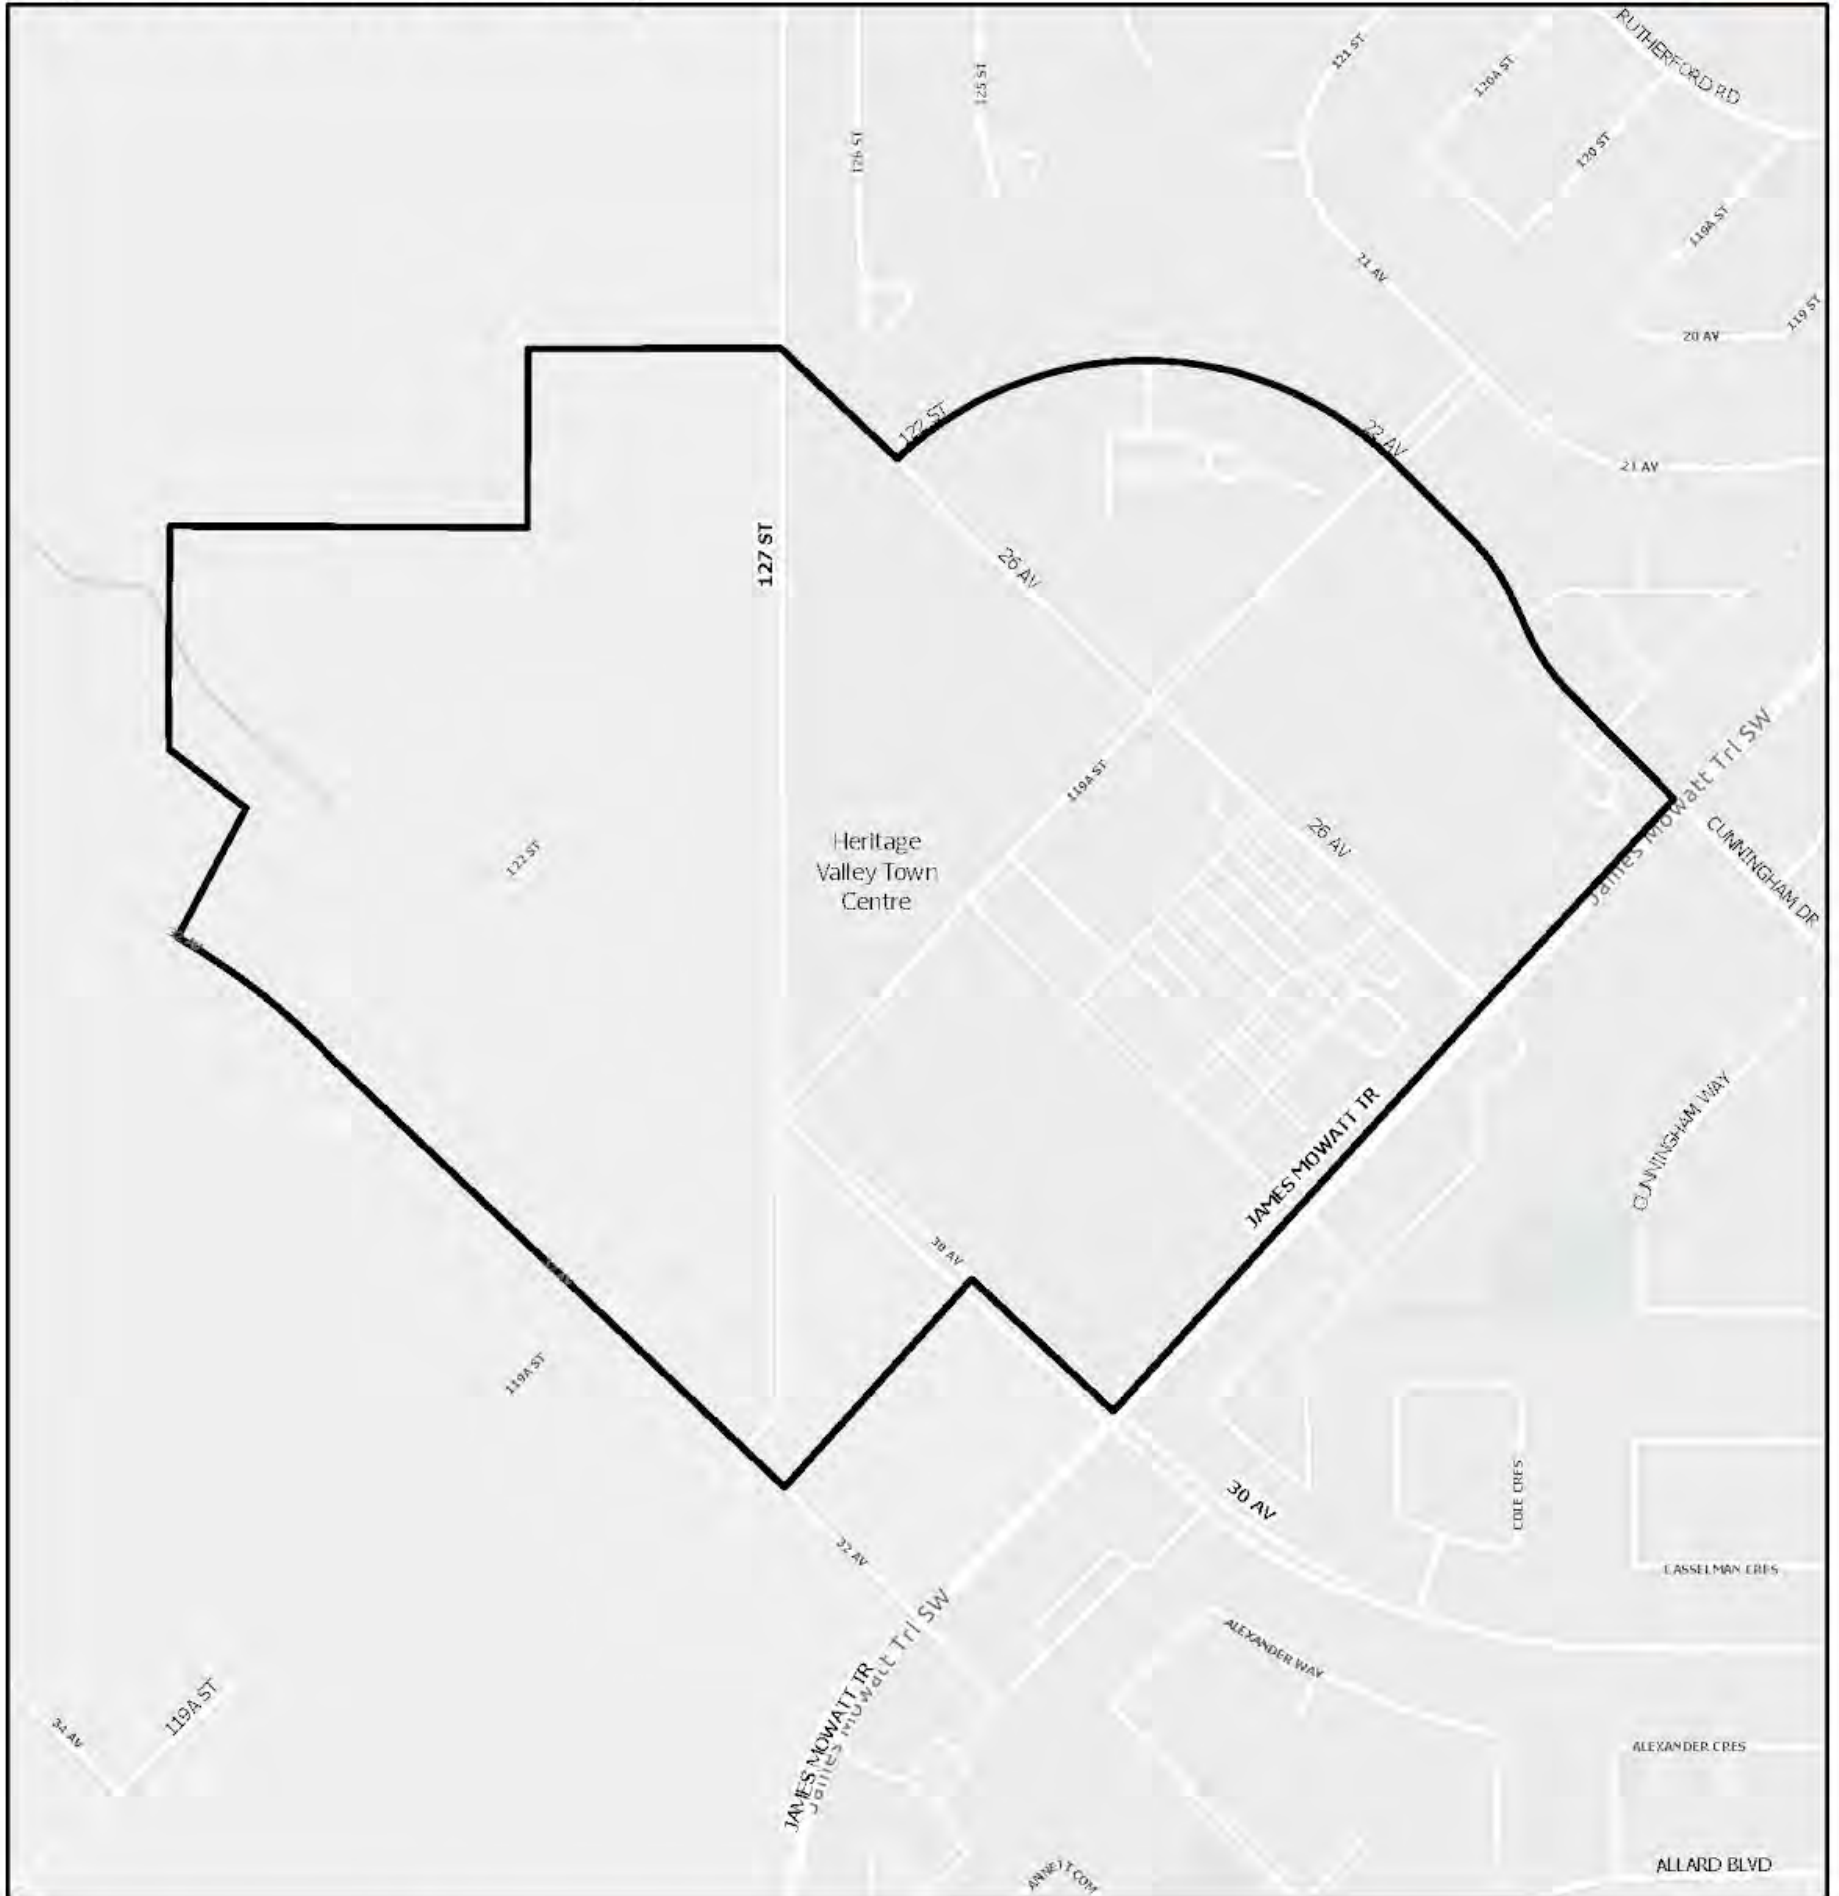 RUTHERFORD RD
121 ST
120A ST
125 ST
126 ST
120 ST
119A ST
21 AV
119 ST
20 AV
122 ST
22 AV
21 AV
127 ST
26 AV
James Mowatt Trl SW
119A ST
26 AV
CUNNINGHAM DR
Heritage
Valley Town
Centre
122 ST
JAMES MOWATT TR
CUNNINGHAM WAY
30 AV
119A ST
30 AV
COLE CRES
32 AV
CASSELMAN CRES
James Mowatt Trl SW
JAMES MOWATT TR
ALEXANDER WAY
119A ST
34 AV
ALEXANDER CRES
ALLARD BLVD
ANNETT COM